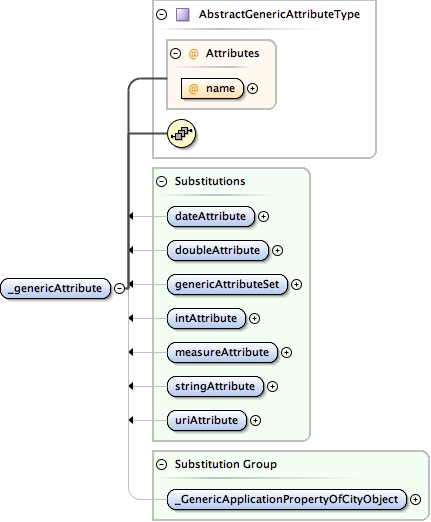 AbstractGenericAttributeType
@ Attributes
@ name
Substitutions
dateAttribute
doubleAttribute
_genericAttribute
genericAttributeSet
intAttribute
measureAttribute
stringAttribute
uriAttribute
Substitution Group
_GenericApplicationPropertyOfCityObject